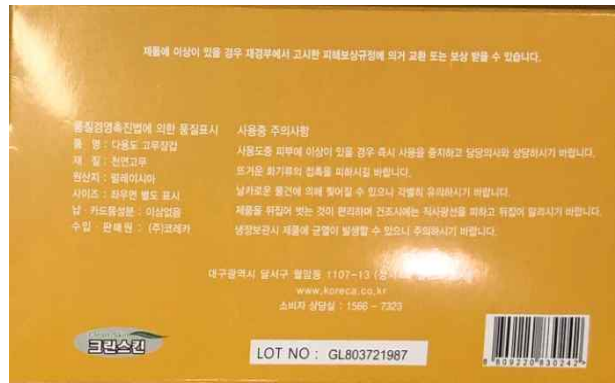 제품에 이상이 있을 경우 재경부에서 고시한 피해보상규정에 의거 교환 또는 보상 받을 수 있습니다.
품질경영촉진법에 의한 품질표시
품 명 : 다용도 고무장갑
재 질 : 천연고무
원산지 : 말레이시아
사이즈 : 좌우면 별도 표시
납 · 카드뮴성분 : 이상없음
수입 · 판매원 : (주)코레카
사용중 주의사항
사용도중 피부에 이상이 있을 경우 즉시 사용을 중지하고 담당의사와 상담하시기 바랍니다.
뜨거운 화기류의 접촉을 피하시길 바랍니다.
날카로운 물건에 의해 찢어질 수 있으니 각별히 유의하시기 바랍니다.
제품을 뒤집어 벗는 것이 편리하며 건조시에는 직사광선을 피하고 뒤집어 말리시기 바랍니다.
냉장보관시 제품에 균열이 발생할 수 있으니 주의하시기 바랍니다.
대구광역시 달서구 월암동 1107-13
www.koreca.co.kr
소비자 상담실 : 1566 - 7323
Clean Skin
크린스킨
LOT NO : GL803721987
8 809220 830242